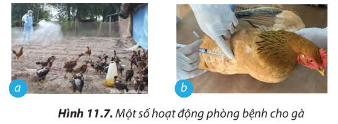 a
b
Hình 11.7. Một số hoạt động phòng bệnh cho gà